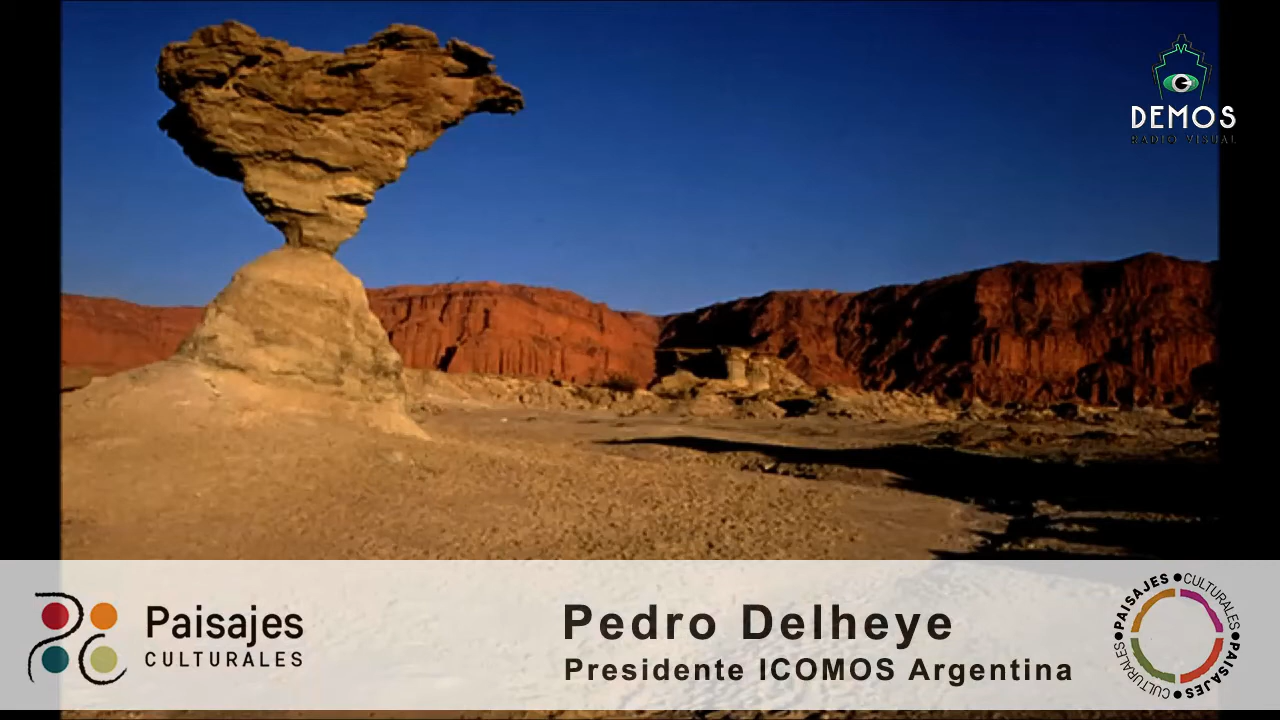 DEMOS
RADIO VISUAL
Paisajes
CULTURALES
Pedro Delheye
Presidente ICOMOS Argentina
PAISAJES CULTURALES PAISAJES CULTURALES